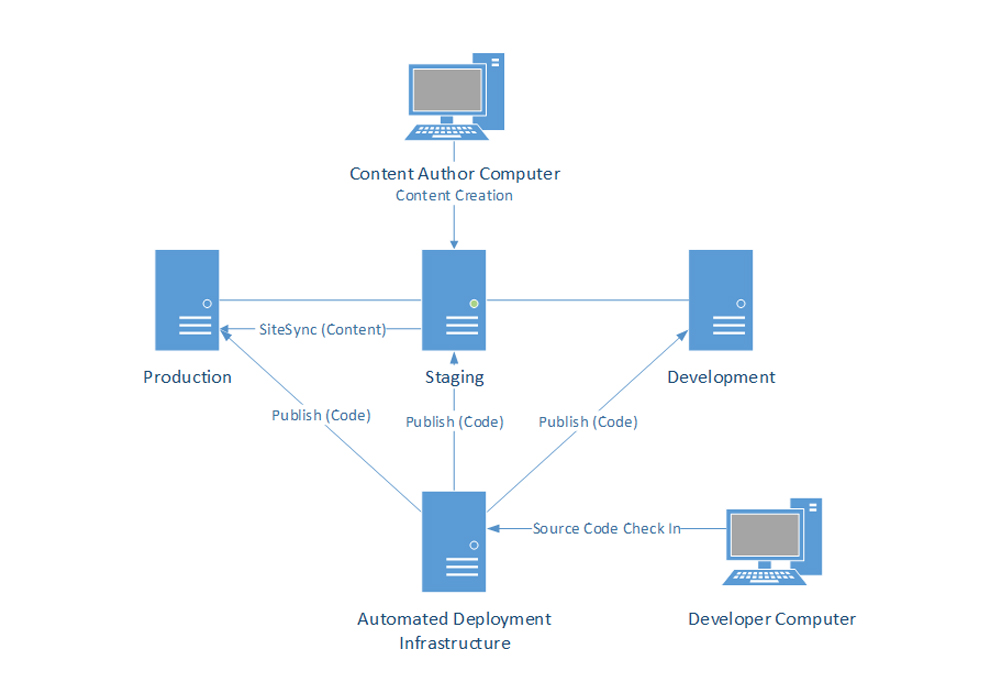 Content Author Computer
Content Creation
SiteSync (Content)
Production
Staging
Development
Publish (Code)
Publish (Code)
Publish (Code)
Source Code Check In
Automated Deployment
Infrastructure
Developer Computer